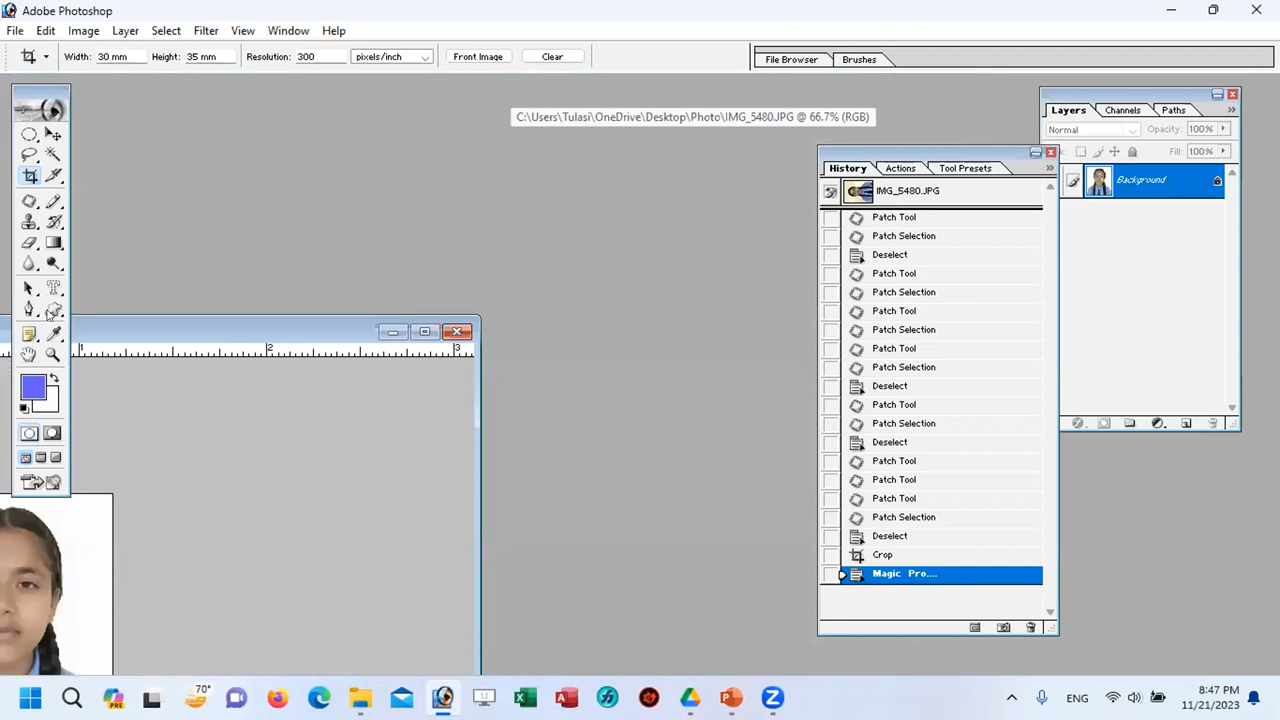 Adobe Photoshop
File Edit Image Layer Select Filter View Window Help
Width: 30 mm Height: 35 mm Resolution: 300 pixels/inch Front Image Clear File Browser Brushes
C:\Users\Tulasi\OneDrive\Desktop\Photo\IMG_5480.JPG @ 66.7% (RGB)
Layers Channels Paths
Normal Opacity: 100%
Fill: 100%
Background
History Actions Tool Presets
IMG_5480.JPG
Patch Tool
Patch Selection
Deselect
Patch Tool
Patch Selection
Patch Tool
Patch Selection
Patch Tool
Patch Selection
Deselect
Patch Tool
Patch Selection
Deselect
Patch Tool
Patch Tool
Patch Tool
Patch Selection
Deselect
Crop
Magic Pro....
1 2 3
PRE 70° ENG 8:47 PM
11/21/2023